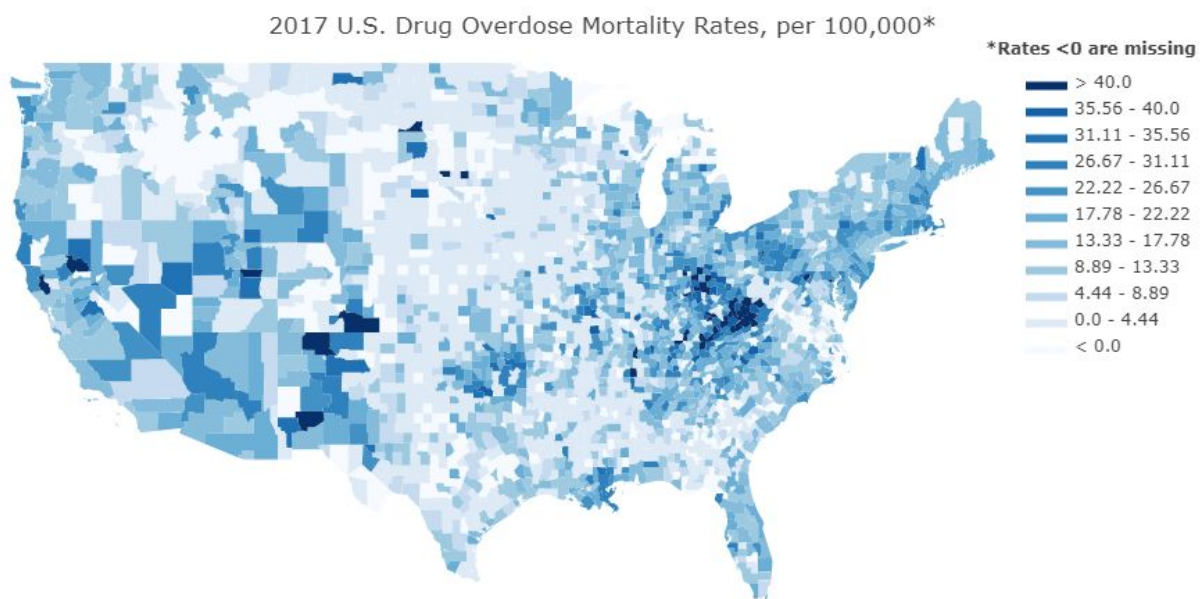 2017 U.S. Drug Overdose Mortality Rates, per 100,000*
*Rates <0 are missing
> 40.0
35.56 - 40.0
31.11 - 35.56
26.67 - 31.11
22.22 - 26.67
17.78 - 22.22
13.33 - 17.78
8.89 - 13.33
4.44 - 8.89
0.0 - 4.44
< 0.0